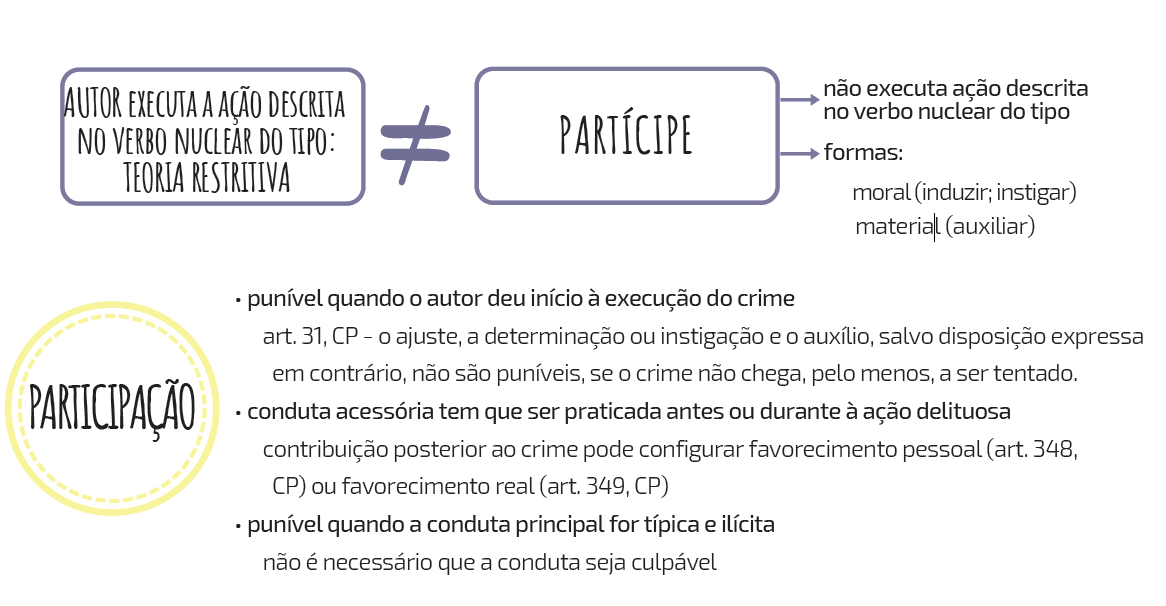 AUTOR EXECUTA A AÇÃO DESCRITA
NO VERBO NUCLEAR DO TIPO:
TEORIA RESTRITIVA
≠
PARTÍCIPE
não executa ação descrita
no verbo nuclear do tipo
formas:
moral (induzir; instigar)
material (auxiliar)
PARTICIPAÇÃO
• punível quando o autor deu início à execução do crime
art. 31, CP - o ajuste, a determinação ou instigação e o auxílio, salvo disposição expressa
em contrário, não são puníveis, se o crime não chega, pelo menos, a ser tentado.
• conduta acessória tem que ser praticada antes ou durante à ação delituosa
contribuição posterior ao crime pode configurar favorecimento pessoal (art. 348,
CP) ou favorecimento real (art. 349, CP)
• punível quando a conduta principal for típica e ilícita
não é necessário que a conduta seja culpável